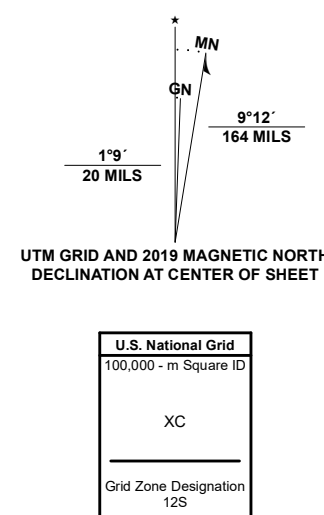 ★
MN
GN
9°12´
164 MILS
1°9´
20 MILS
UTM GRID AND 2019 MAGNETIC NORTH
DECLINATION AT CENTER OF SHEET
U.S. National Grid
100,000 - m Square ID
XC
Grid Zone Designation
12S